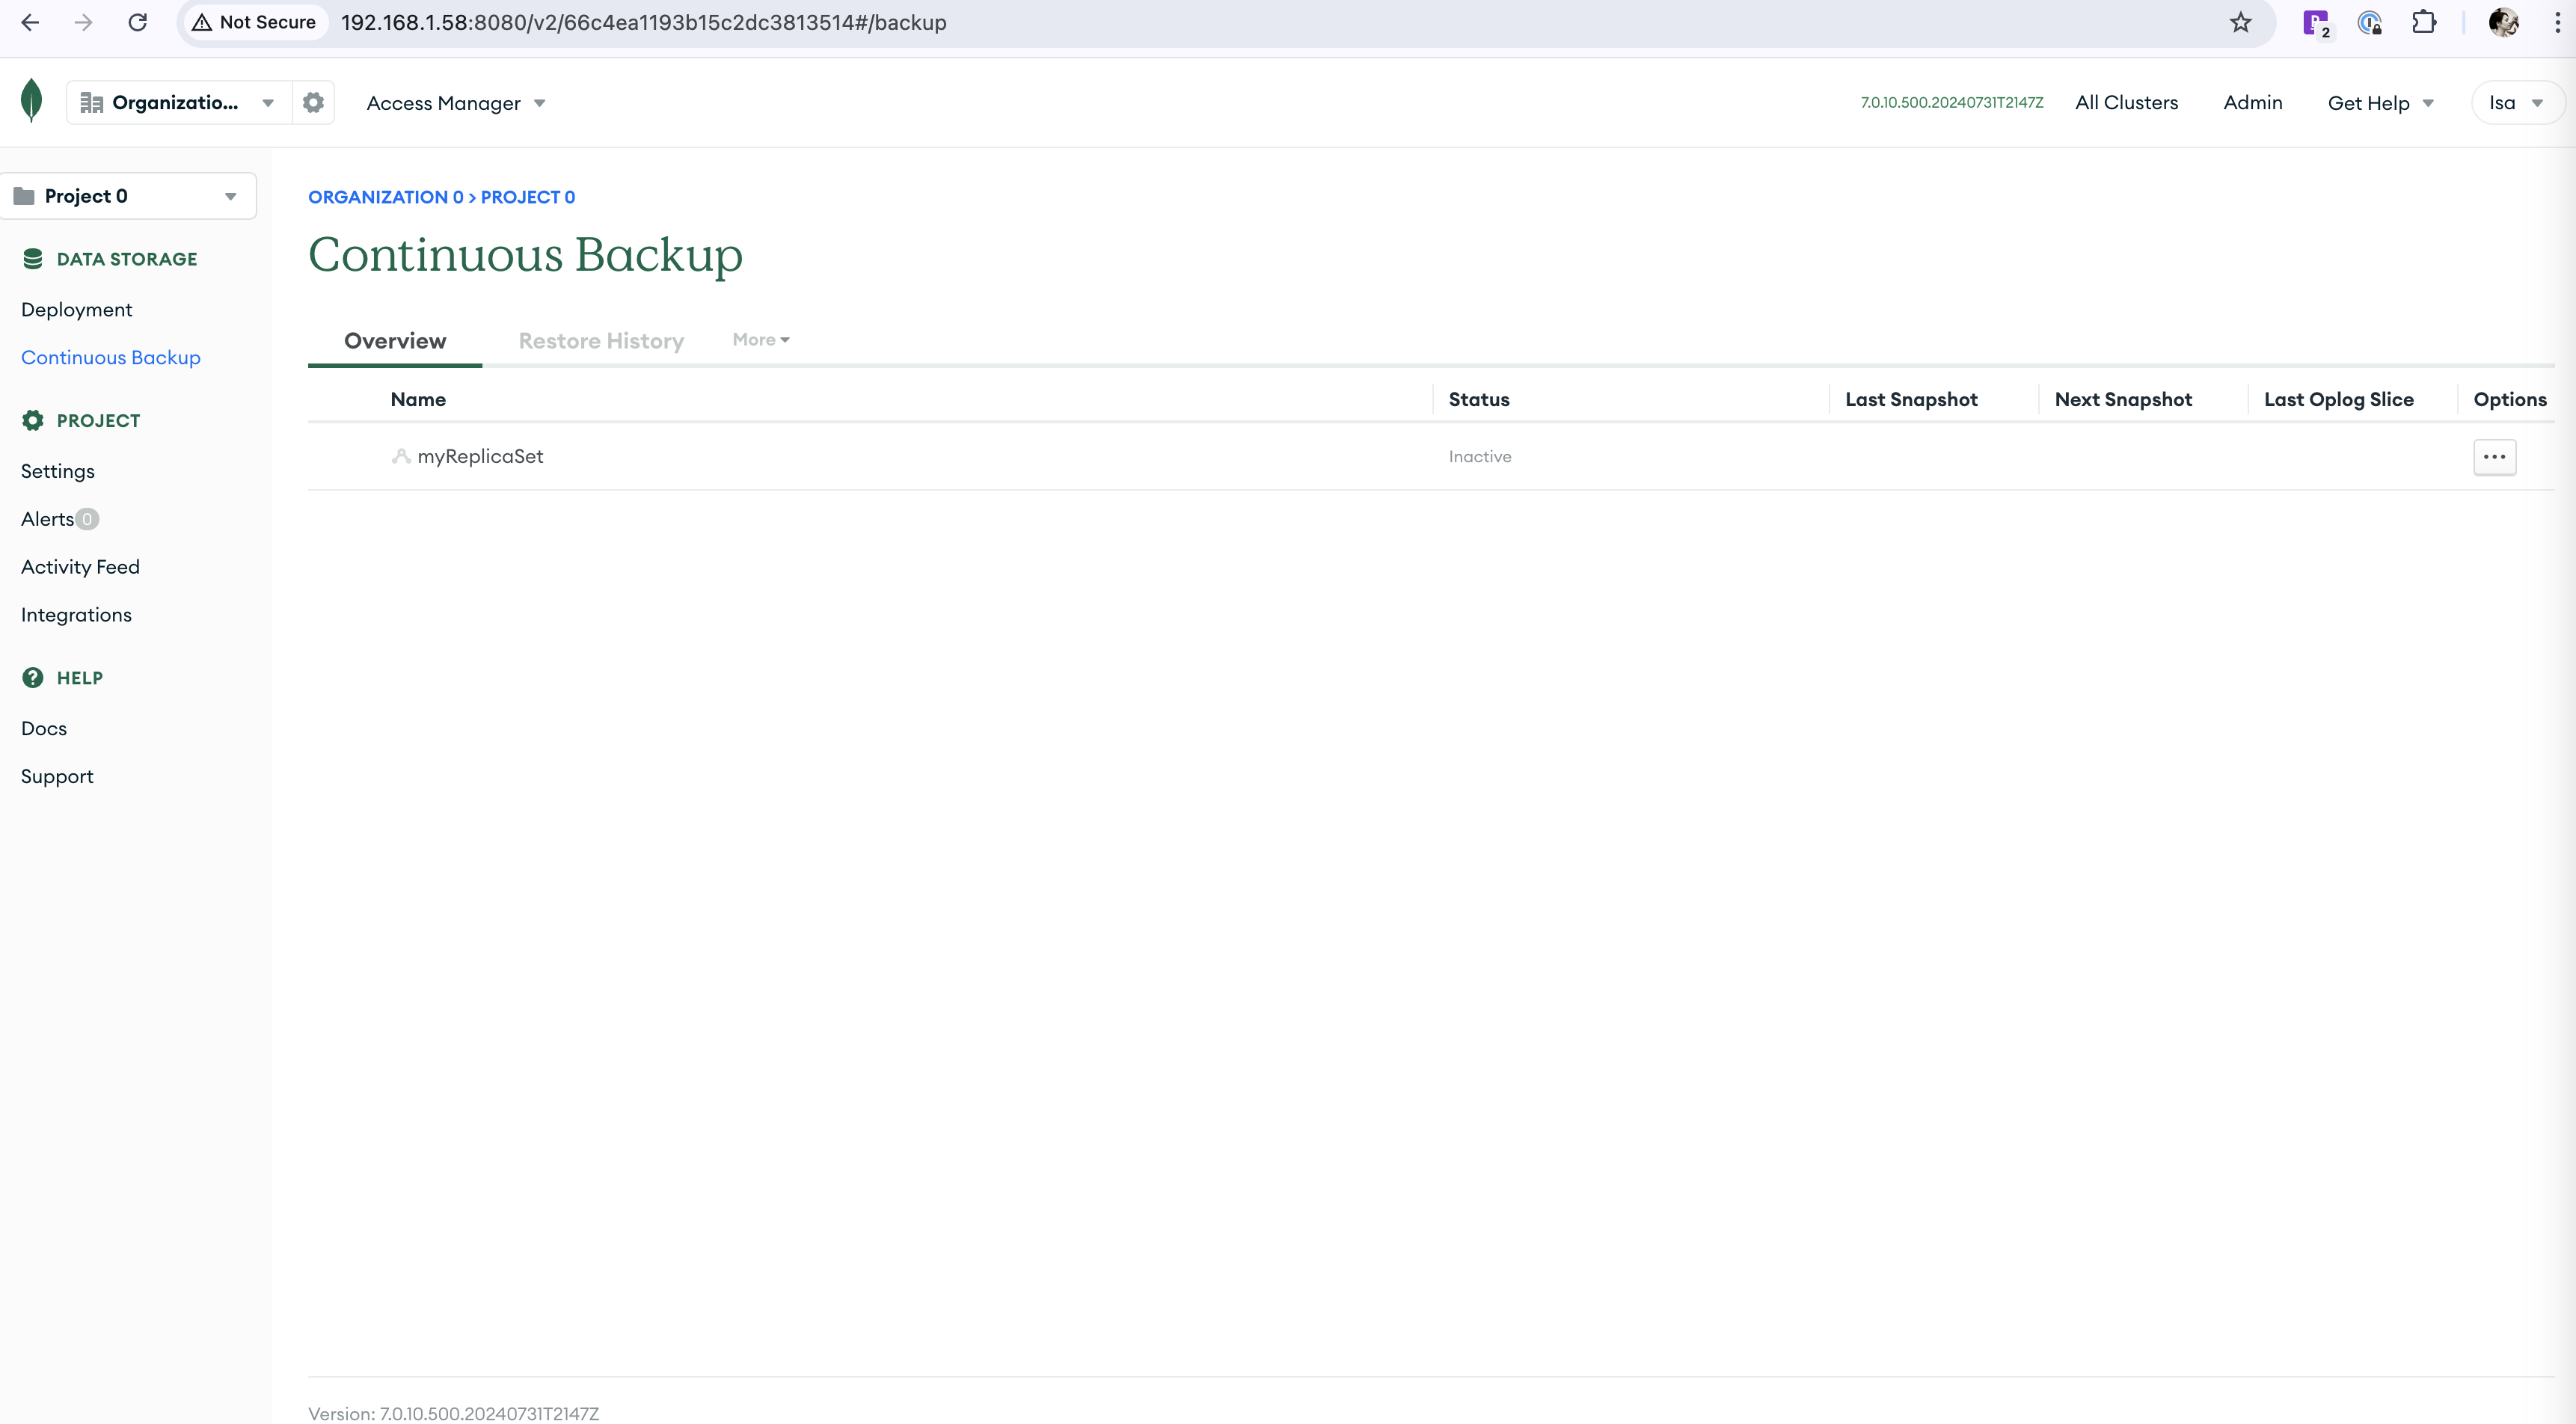 Not Secure 192.168.1.58:8080/v2/66c4ea1193b15c2dc3813514#/backup 2
Organizatio... Access Manager 7.0.10.500.20240731T2147Z All Clusters Admin Get Help Isa
Project 0
DATA STORAGE
Deployment
Continuous Backup
PROJECT
Settings
Alerts 0
Activity Feed
Integrations
HELP
Docs
Support
ORGANIZATION 0 > PROJECT 0
Continuous Backup
Overview Restore History More
Name Status Last Snapshot Next Snapshot Last Oplog Slice Options
myReplicaSet Inactive ...
Version: 7.0.10.500.20240731T2147Z